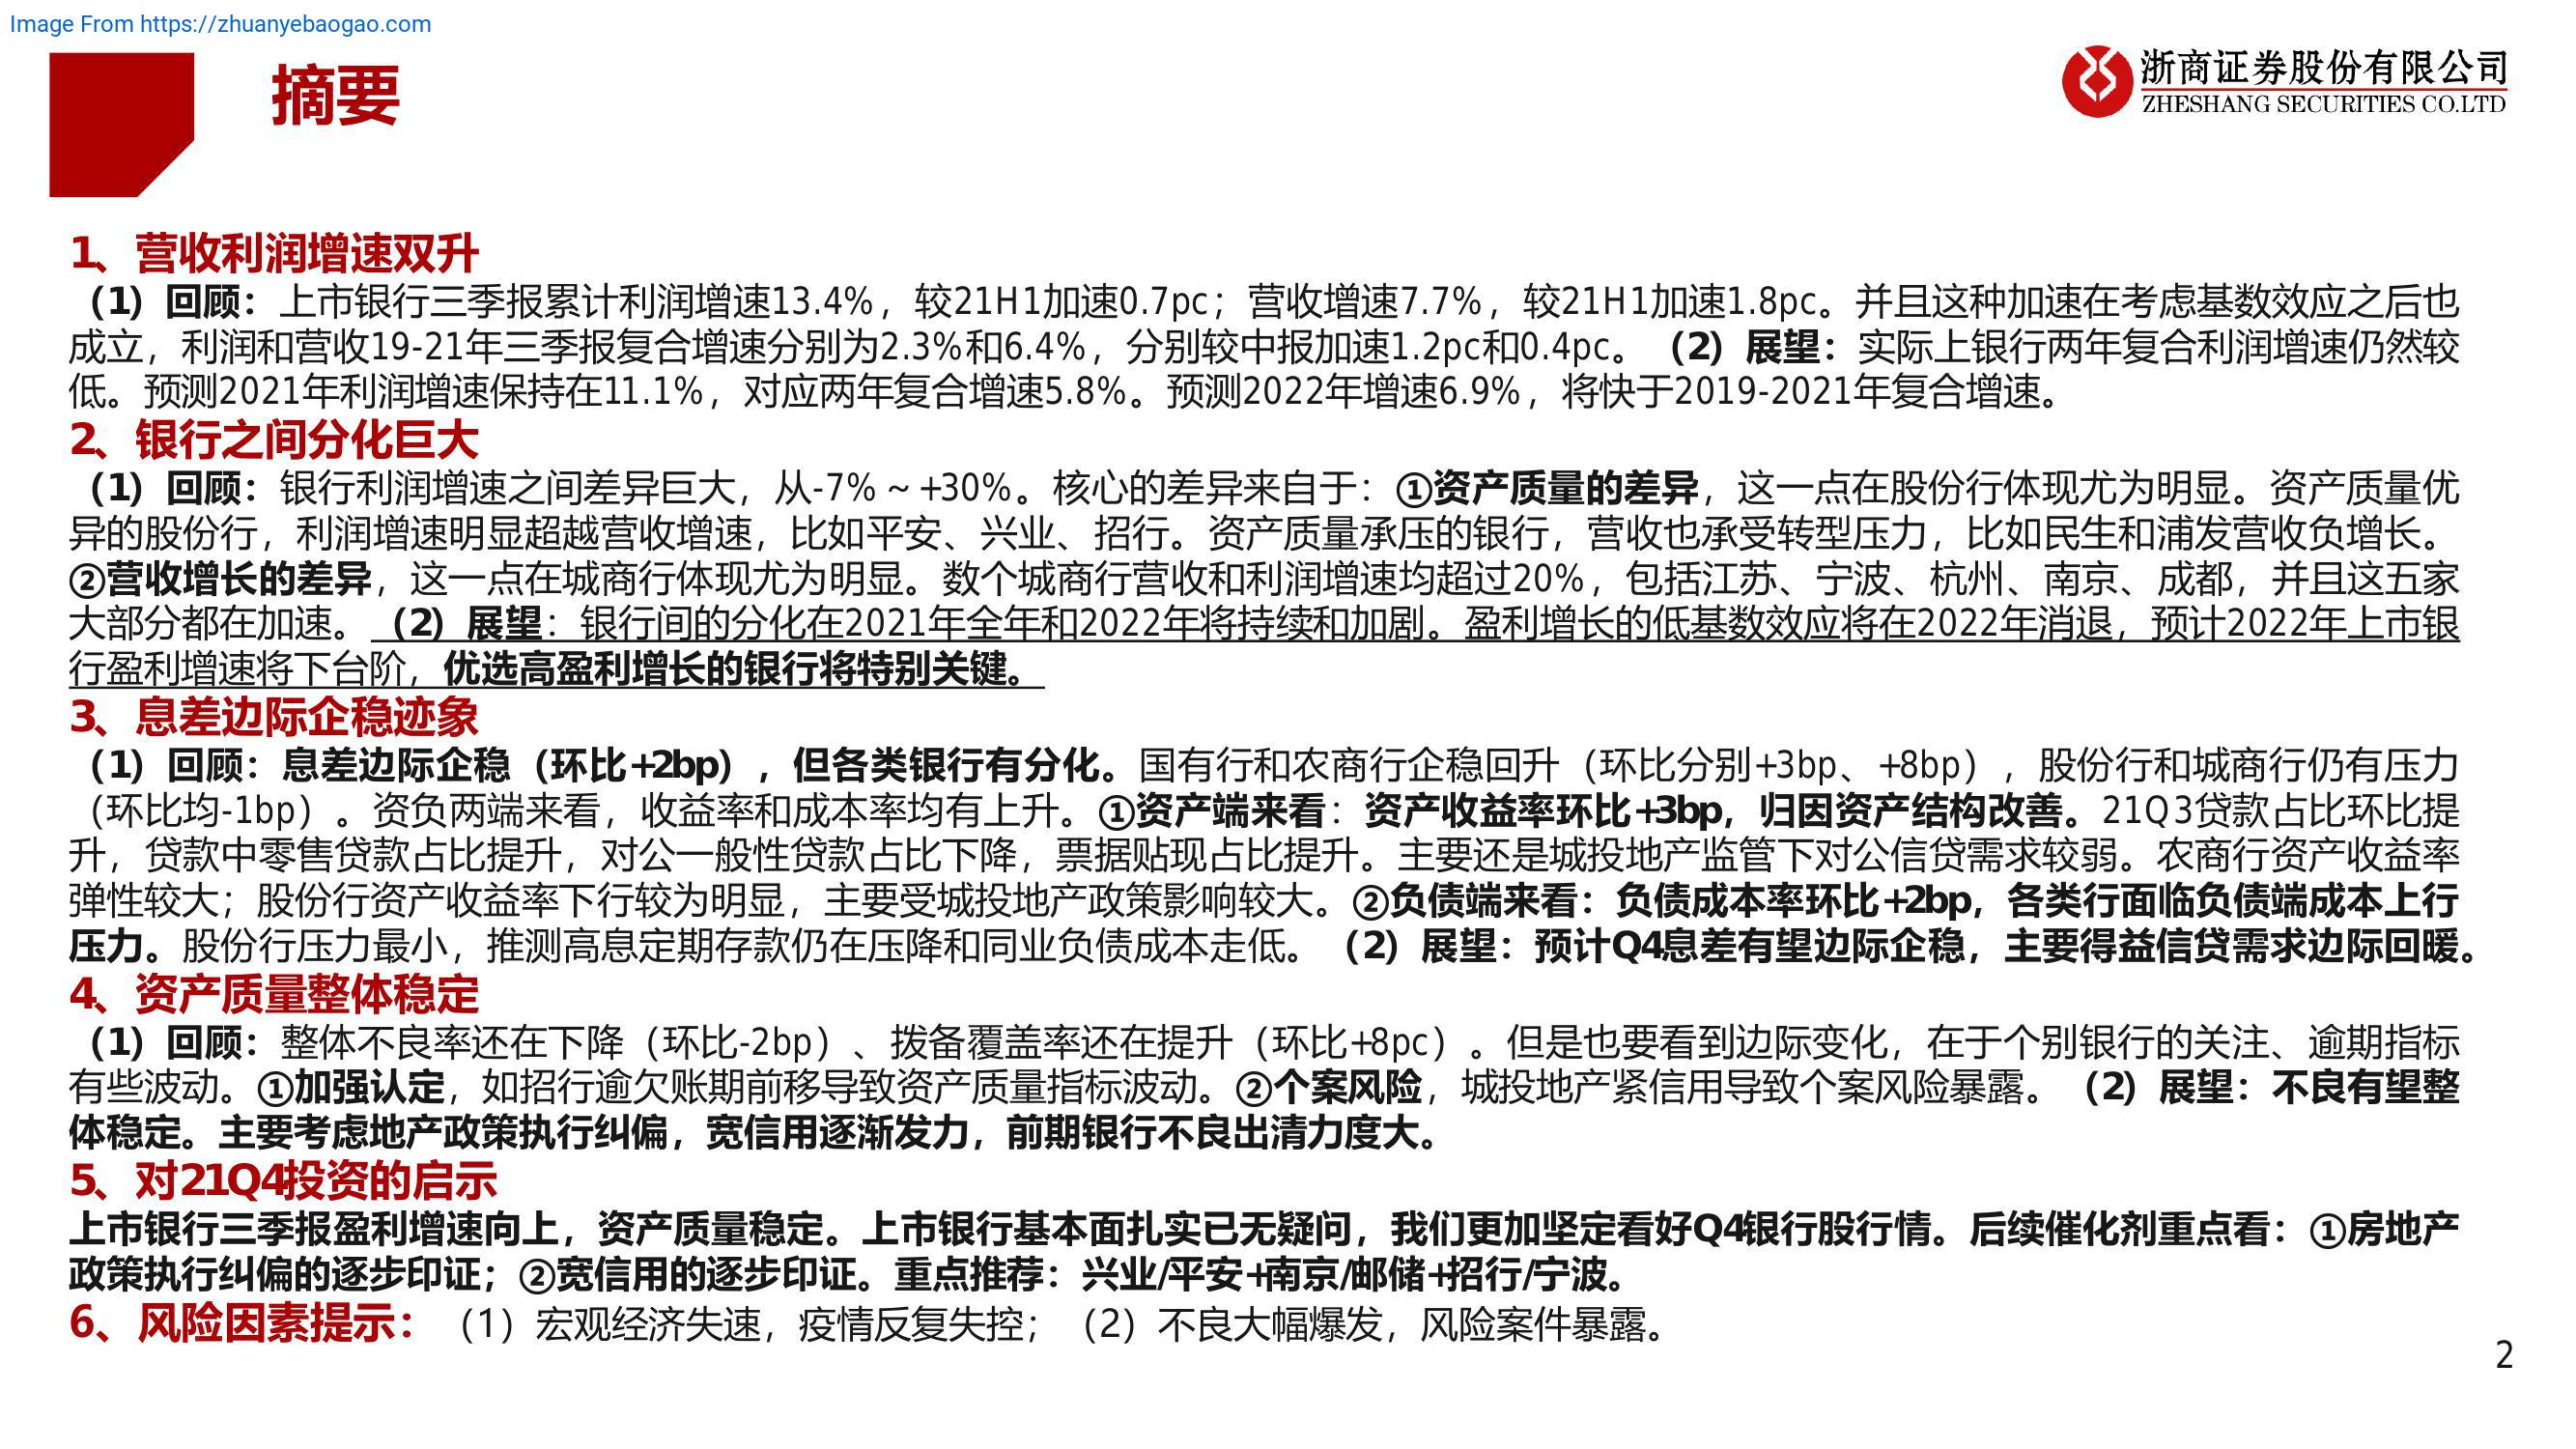 Image From https://zhuanyebaogao.com
摘要
浙商证券股份有限公司
ZHESHANG SECURITIES CO.LTD
1、营收利润增速双升
（1）回顾：上市银行三季报累计利润增速13.4%，较21H1加速0.7pc；营收增速7.7%，较21H1加速1.8pc。并且这种加速在考虑基数效应之后也
成立，利润和营收19-21年三季报复合增速分别为2.3%和6.4%，分别较中报加速1.2pc和0.4pc。（2）展望：实际上银行两年复合利润增速仍然较
低。预测2021年利润增速保持在11.1%，对应两年复合增速5.8%。预测2022年增速6.9%，将快于2019-2021年复合增速。
2、银行之间分化巨大
（1）回顾：银行利润增速之间差异巨大，从-7%～+30%。核心的差异来自于：①资产质量的差异，这一点在股份行体现尤为明显。资产质量优
异的股份行，利润增速明显超越营收增速，比如平安、兴业、招行。资产质量承压的银行，营收也承受转型压力，比如民生和浦发营收负增长。
②营收增长的差异，这一点在城商行体现尤为明显。数个城商行营收和利润增速均超过20%，包括江苏、宁波、杭州、南京、成都，并且这五家
大部分都在加速。（2）展望：银行间的分化在2021年全年和2022年将持续和加剧。盈利增长的低基数效应将在2022年消退，预计2022年上市银
行盈利增速将下台阶，优选高盈利增长的银行将特别关键。
3、息差边际企稳迹象
（1）回顾：息差边际企稳（环比+2bp），但各类银行有分化。国有行和农商行企稳回升（环比分别+3bp、+8bp），股份行和城商行仍有压力
（环比均-1bp）。资负两端来看，收益率和成本率均有上升。①资产端来看：资产收益率环比+3bp，归因资产结构改善。21Q3贷款占比环比提
升，贷款中零售贷款占比提升，对公一般性贷款占比下降，票据贴现占比提升。主要还是城投地产监管下对公信贷需求较弱。农商行资产收益率
弹性较大；股份行资产收益率下行较为明显，主要受城投地产政策影响较大。②负债端来看：负债成本率环比+2bp，各类行面临负债端成本上行
压力。股份行压力最小，推测高息定期存款仍在压降和同业负债成本走低。（2）展望：预计Q4息差有望边际企稳，主要得益信贷需求边际回暖。
4、资产质量整体稳定
（1）回顾：整体不良率还在下降（环比-2bp）、拨备覆盖率还在提升（环比+8pc）。但是也要看到边际变化，在于个别银行的关注、逾期指标
有些波动。①加强认定，如招行逾欠账期前移导致资产质量指标波动。②个案风险，城投地产紧信用导致个案风险暴露。（2）展望：不良有望整
体稳定。主要考虑地产政策执行纠偏，宽信用逐渐发力，前期银行不良出清力度大。
5、对21Q4投资的启示
上市银行三季报盈利增速向上，资产质量稳定。上市银行基本面扎实已无疑问，我们更加坚定看好Q4银行股行情。后续催化剂重点看：①房地产
政策执行纠偏的逐步印证；②宽信用的逐步印证。重点推荐：兴业/平安+南京/邮储+招行/宁波。
6、风险因素提示：（1）宏观经济失速，疫情反复失控；（2）不良大幅爆发，风险案件暴露。
2